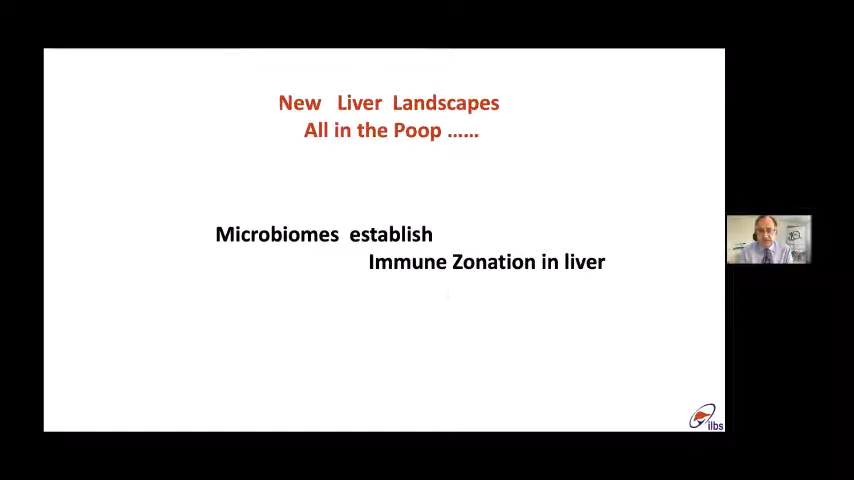 New Liver Landscapes
All in the Poop ......
Microbiomes establish
Immune Zonation in liver
ilbs